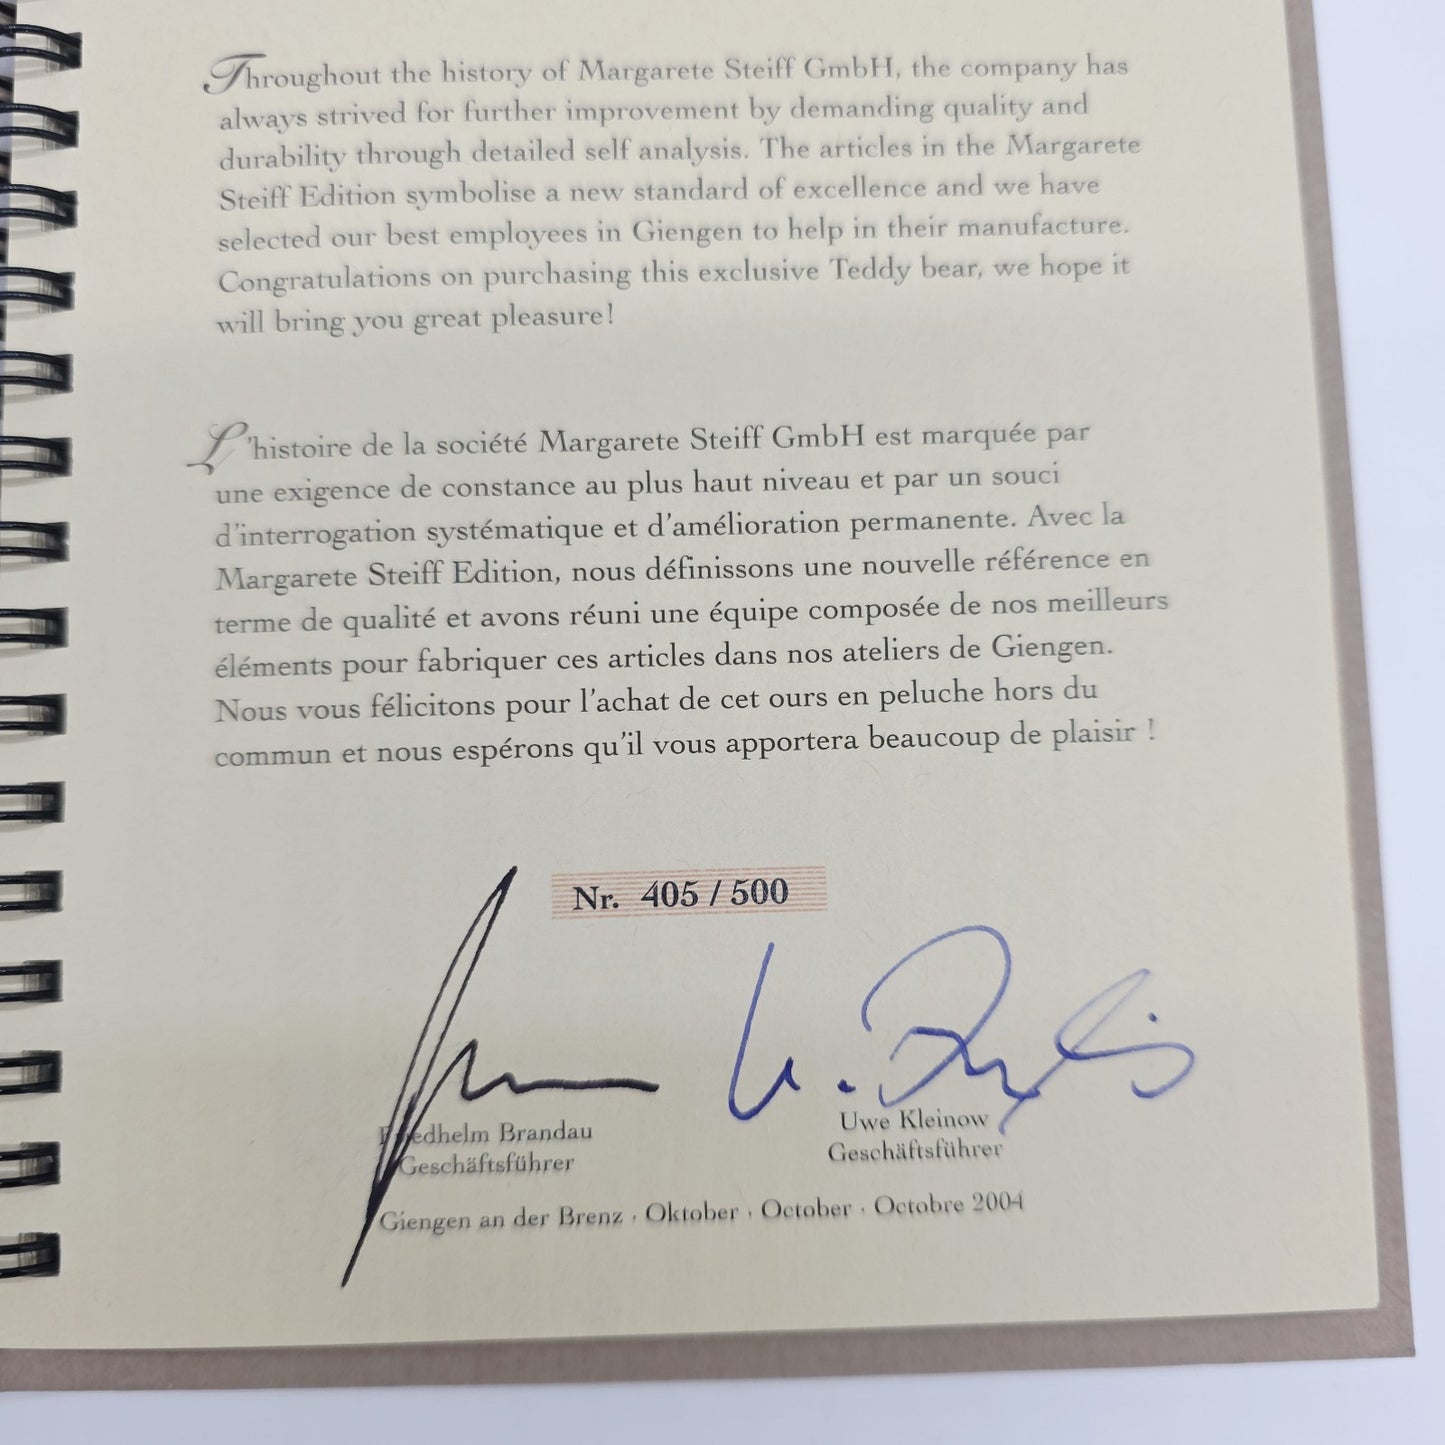 Throughout the history of Margarete Steiff GmbH, the company has
always strived for further improvement by demanding quality and
durability through detailed self analysis. The articles in the Margarete
Steiff Edition symbolise a new standard of excellence and we have
selected our best employees in Giengen to help in their manufacture.
Congratulations on purchasing this exclusive Teddy bear, we hope it
will bring you great pleasure!
L'histoire de la société Margarete Steiff GmbH est marquée par
une exigence de constance au plus haut niveau et par un souci
d'interrogation systématique et d'amélioration permanente. Avec la
Margarete Steiff Edition, nous définissons une nouvelle référence en
terme de qualité et avons réuni une équipe composée de nos meilleurs
éléments pour fabriquer ces articles dans nos ateliers de Giengen.
Nous vous félicitons pour l'achat de cet ours en peluche hors du
commun et nous espérons qu'il vous apportera beaucoup de plaisir !
Nr. 405 / 500
Friedhelm Brandau
Geschäftsführer
Uwe Kleinow
Geschäftsführer
Giengen an der Brenz · Oktober · October · Octobre 2004